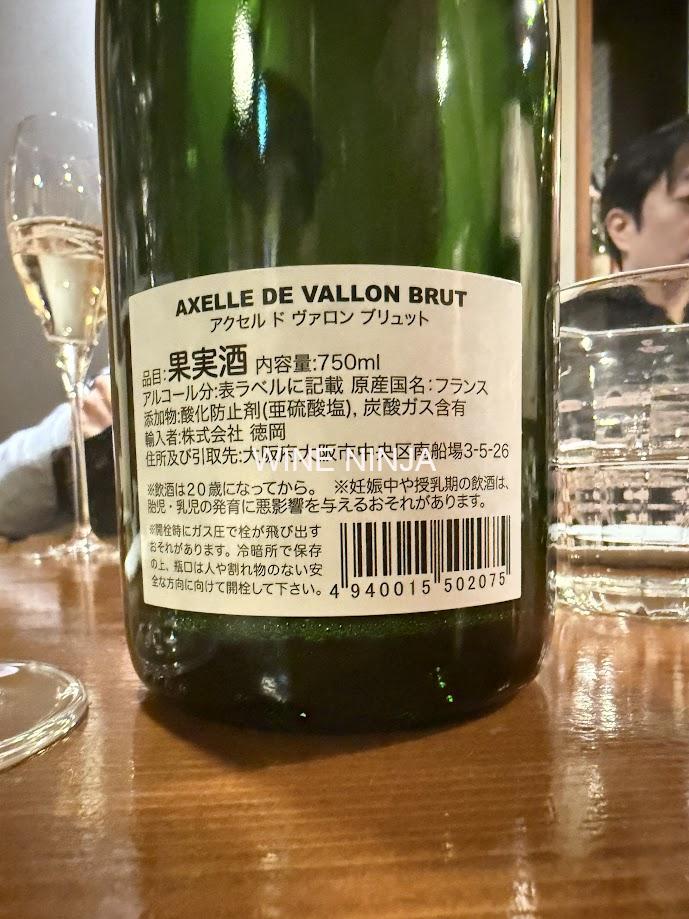 AXELLE DE VALLON BRUT
アクセル ド ヴァロン ブリュット
品目:果実酒 内容量:750ml
アルコール分:表ラベルに記載 原産国名:フランス
添加物:酸化防止剤(亜硫酸塩), 炭酸ガス含有
輸入者:株式会社 徳岡
住所及び引取先:大阪府大阪市中央区南船場3-5-26
WINE NINJA
※飲酒は20歳になってから。 ※妊娠中や授乳期の飲酒は、
胎児・乳児の発育に悪影響を与えるおそれがあります。
※開栓時にガス圧で栓が飛び出す
おそれがあります。冷暗所で保存
の上、瓶口は人や割れ物のない安
全な方向に向けて開栓して下さい。
4 940015 502075